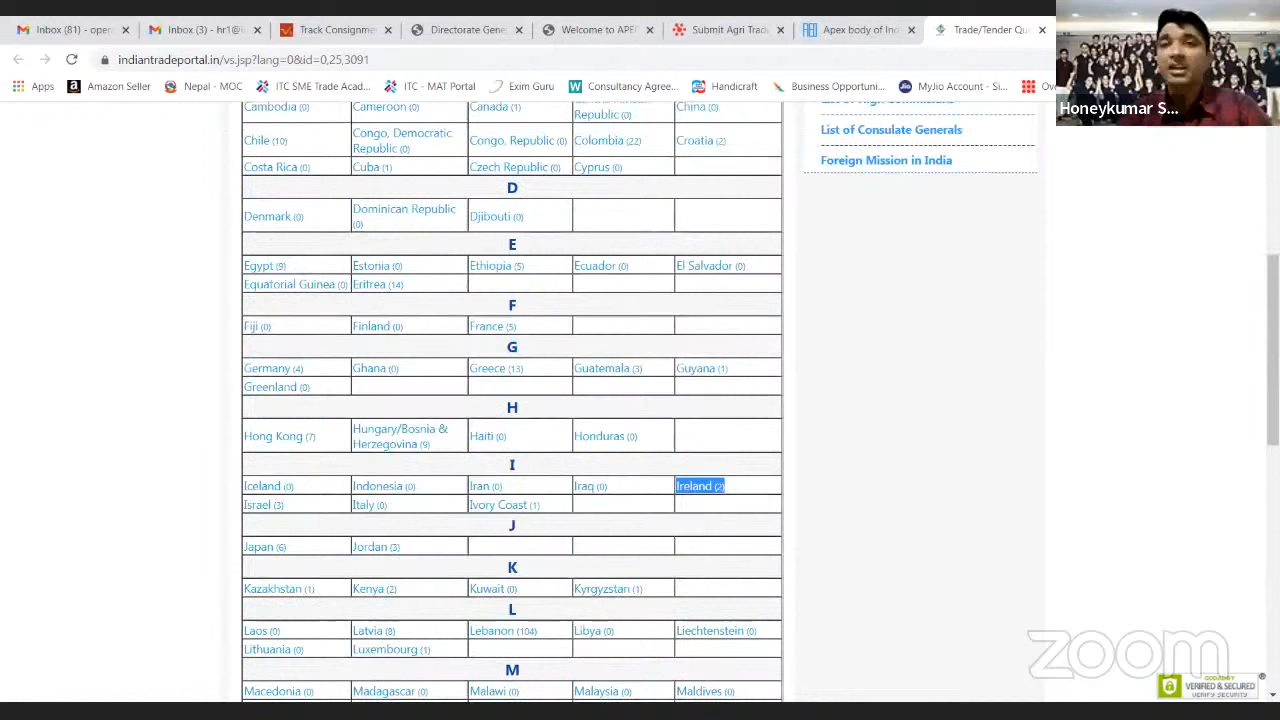 Inbox (81) - opel
Inbox (3) - hr1@
Track Consignm
Directorate Gene
Welcome to APE
Submit Agri Trad
Apex body of Ind
Trade/Tender Qu
indiantradeportal.in/vs.jsp?lang=0&id=0,25,3091
Apps
Amazon Seller
Nepal - MOC
ITC SME Trade Acad...
ITC - MAT Portal
Exim Guru
Consultancy Agree...
Handicraft
Business Opportuni...
MyJio Account - Si...
Ov
Honeykumar S...
Cambodia (0) Cameroon (0) Canada (1) Republic (0) China (0)
Chile (10) Congo, Democratic Republic (0) Congo, Republic (0) Colombia (22) Croatia (2)
Costa Rica (0) Cuba (1) Czech Republic (0) Cyprus (0)
D
Denmark (0) Dominican Republic (0) Djibouti (0)
E
Egypt (9) Estonia (0) Ethiopia (5) Ecuador (0) El Salvador (0)
Equatorial Guinea (0) Eritrea (14)
F
Fiji (0) Finland (0) France (5)
G
Germany (4) Ghana (0) Greece (13) Guatemala (3) Guyana (1)
Greenland (0)
H
Hong Kong (7) Hungary/Bosnia & Herzegovina (9) Haiti (0) Honduras (0)
I
Iceland (0) Indonesia (0) Iran (0) Iraq (0) Ireland (2)
Israel (3) Italy (0) Ivory Coast (1)
J
Japan (6) Jordan (3)
K
Kazakhstan (1) Kenya (2) Kuwait (0) Kyrgyzstan (1)
L
Laos (0) Latvia (8) Lebanon (104) Libya (0) Liechtenstein (0)
Lithuania (0) Luxembourg (1)
M
Macedonia (0) Madagascar (0) Malawi (0) Malaysia (0) Maldives (0)
List of Consulate Generals
Foreign Mission in India
zoom
GODADDY
VERIFIED & SECURED
VERIFY SECURITY